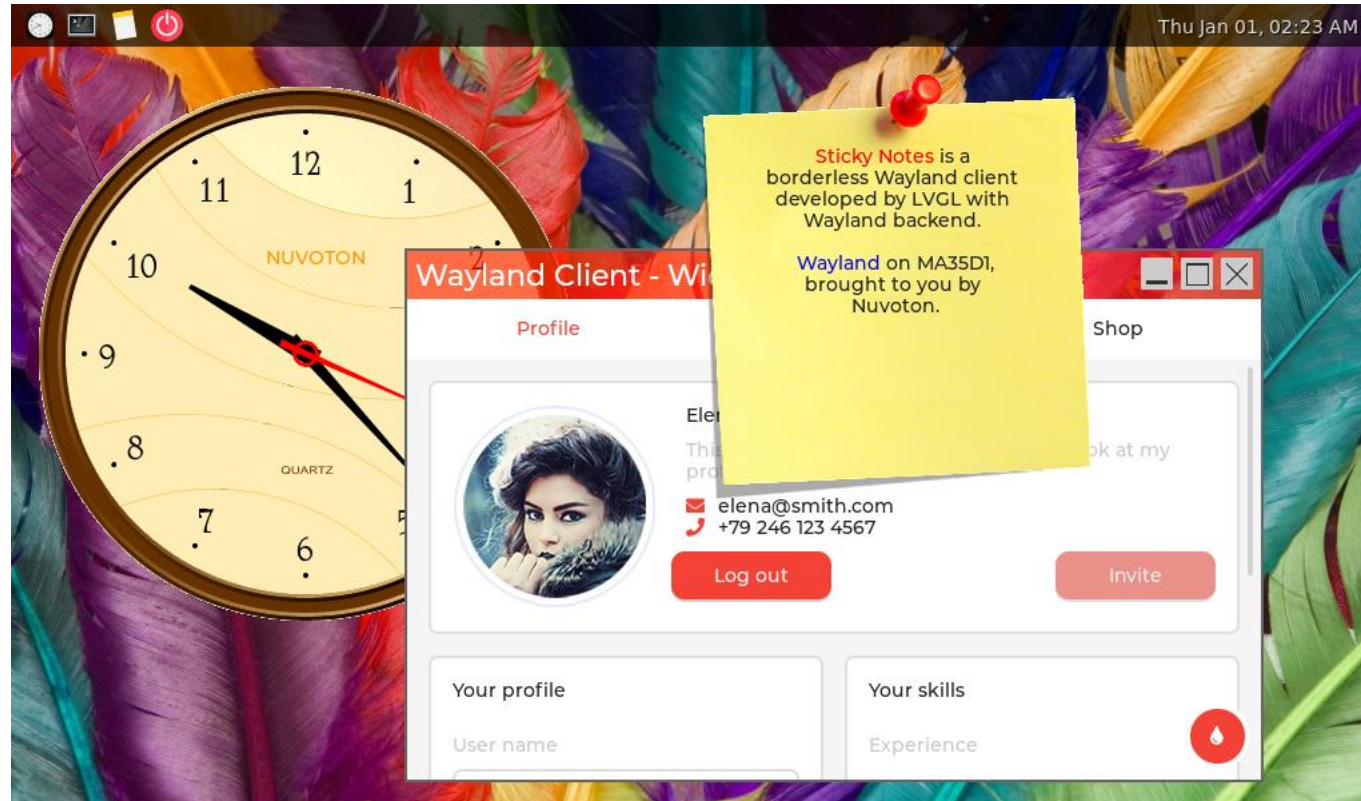 Thu Jan 01, 02:23 AM
12
11
1
10
2
9
8
7
5
6
NUVOTON
QUARTZ
Sticky Notes is a
borderless Wayland client
developed by LVGL with
Wayland backend.
Wayland on MA35D1,
brought to you by
Nuvoton.
Wayland Client -
Profile
Shop
at my
elena@smith.com
+79 246 123 4567
Log out
Invite
Your profile
User name
Your skills
Experience